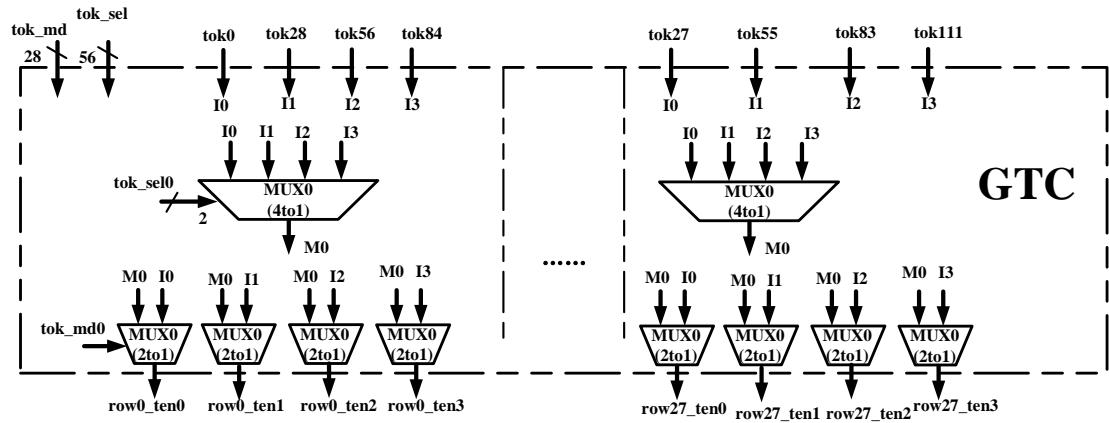 tok_md tok_sel tok0 tok28 tok56 tok84 tok27 tok55 tok83 tok111
28 56
I0 I1 I2 I3 I0 I1 I2 I3
I0 I1 I2 I3 I0 I1 I2 I3
tok_sel0 MUX0 MUX0 GTC
2 (4to1) (4to1)
M0 M0
......
M0 I0 M0 I1 M0 I2 M0 I3 M0 I0 M0 I1 M0 I2 M0 I3
tok_md0 MUX0 MUX0 MUX0 MUX0 MUX0 MUX0 MUX0 MUX0
(2to1) (2to1) (2to1) (2to1) (2to1) (2to1) (2to1) (2to1)
row0_ten0 row0_ten1 row0_ten2 row0_ten3 row27_ten0 row27_ten1 row27_ten2 row27_ten3